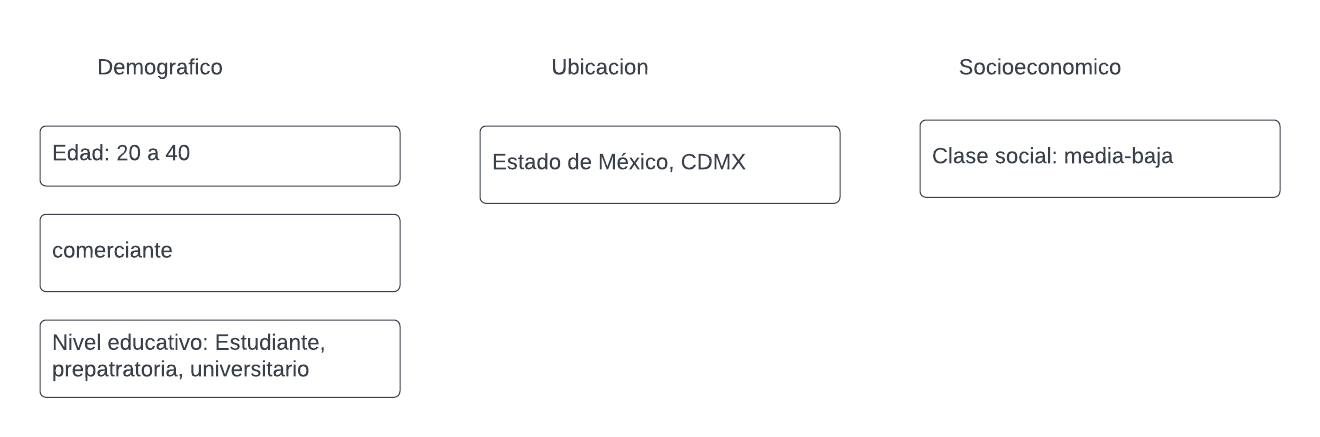 Demografico
Edad: 20 a 40
comerciante
Nivel educativo: Estudiante,
prepatratoria, universitario
Ubicacion
Estado de México, CDMX
Socioeconomico
Clase social: media-baja